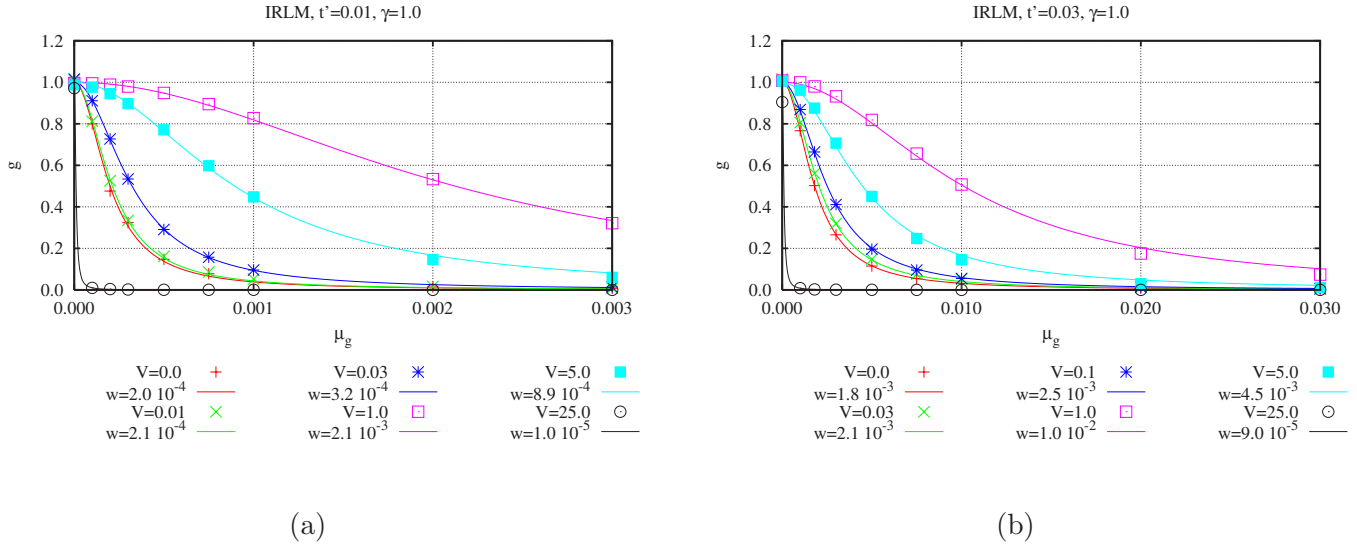 IRLM, t’=0.01, γ=1.0
1.2
1.0
0.8
0.6
0.4
0.2
0.0
g
0.000
0.001
0.002
0.003
μ_g
V=0.0
w=2.0 10^-4
V=0.01
w=2.1 10^-4
V=0.03
w=3.2 10^-4
V=1.0
w=2.1 10^-3
V=5.0
w=8.9 10^-4
V=25.0
w=1.0 10^-5
(a)
IRLM, t’=0.03, γ=1.0
1.2
1.0
0.8
0.6
0.4
0.2
0.0
g
0.000
0.010
0.020
0.030
μ_g
V=0.0
w=1.8 10^-3
V=0.03
w=2.1 10^-3
V=0.1
w=2.5 10^-3
V=1.0
w=1.0 10^-2
V=5.0
w=4.5 10^-3
V=25.0
w=9.0 10^-5
(b)